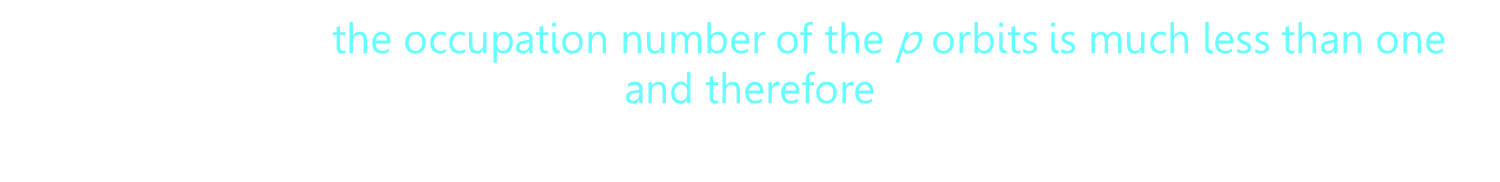 the occupation number of the p orbits is much less than one
and therefore